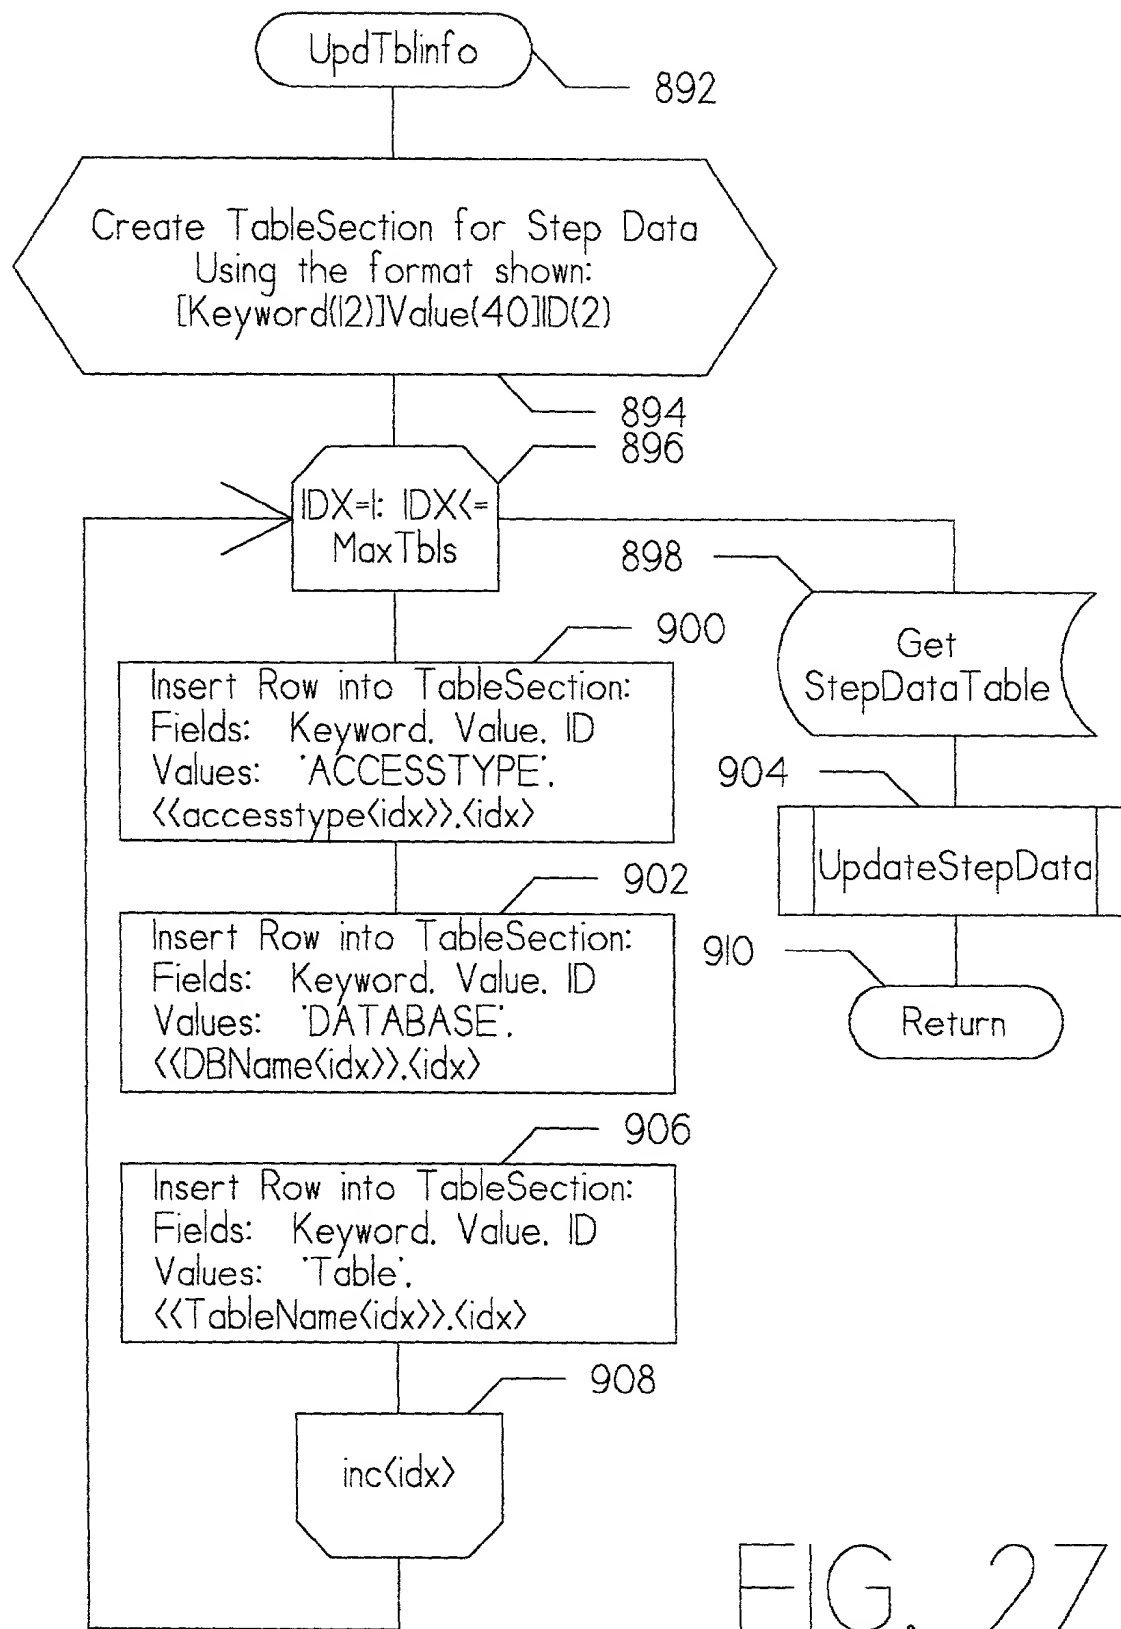 UpdTblinfo
892
Create TableSection for Step Data
Using the format shown:
[Keyword(12)]Value(40]ID(2)
894
896
IDX=1: IDX<=
MaxTbls
898
Get
StepDataTable
900
Insert Row into TableSection:
Fields: Keyword, Value, ID
Values: 'ACCESSTYPE',
<<accesstype<idx>>,<idx>
904
UpdateStepData
902
Insert Row into TableSection:
Fields: Keyword, Value, ID
Values: 'DATABASE',
<<DBName<idx>>,<idx>
910
Return
906
Insert Row into TableSection:
Fields: Keyword, Value, ID
Values: 'Table',
<<TableName<idx>>,<idx>
908
inc<idx>
FIG. 27